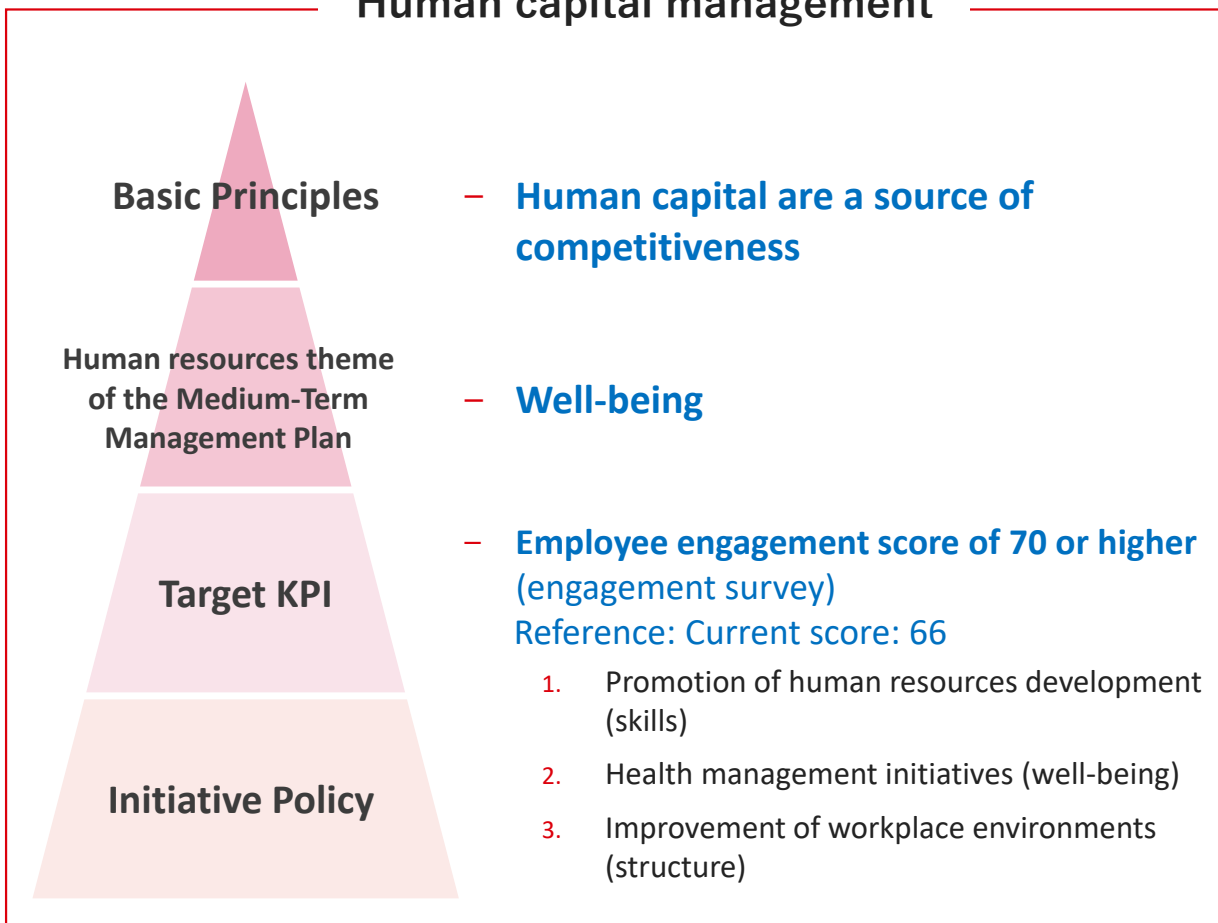 Human capital management
Basic Principles
– Human capital are a source of
competitiveness
Human resources theme
of the Medium-Term
Management Plan
– Well-being
Target KPI
– Employee engagement score of 70 or higher
(engagement survey)
Reference: Current score: 66
Initiative Policy
1. Promotion of human resources development
(skills)
2. Health management initiatives (well-being)
3. Improvement of workplace environments
(structure)